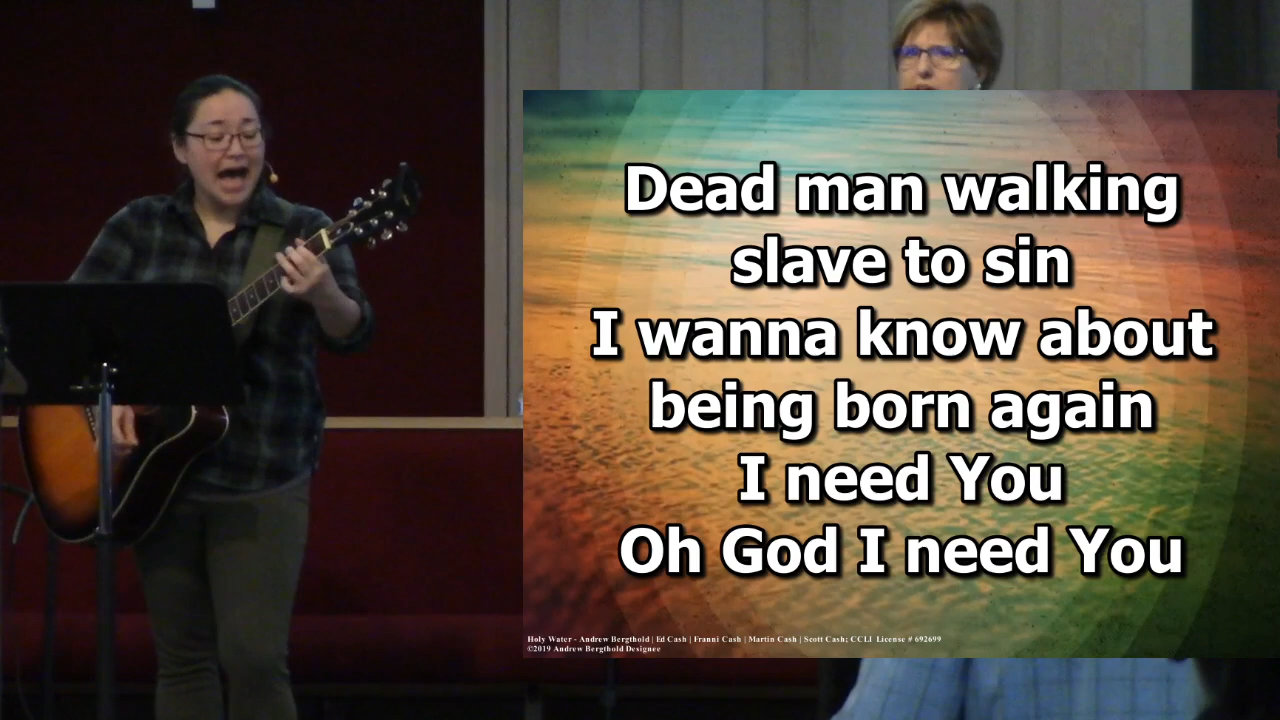 Dead man walking
slave to sin
I wanna know about
being born again
I need You
Oh God I need You
Holy Water - Andrew Bergthold | Ed Cash | Franni Cash | Martin Cash | Scott Cash; CCLI License # 692699
©2019 Andrew Bergthold Designee